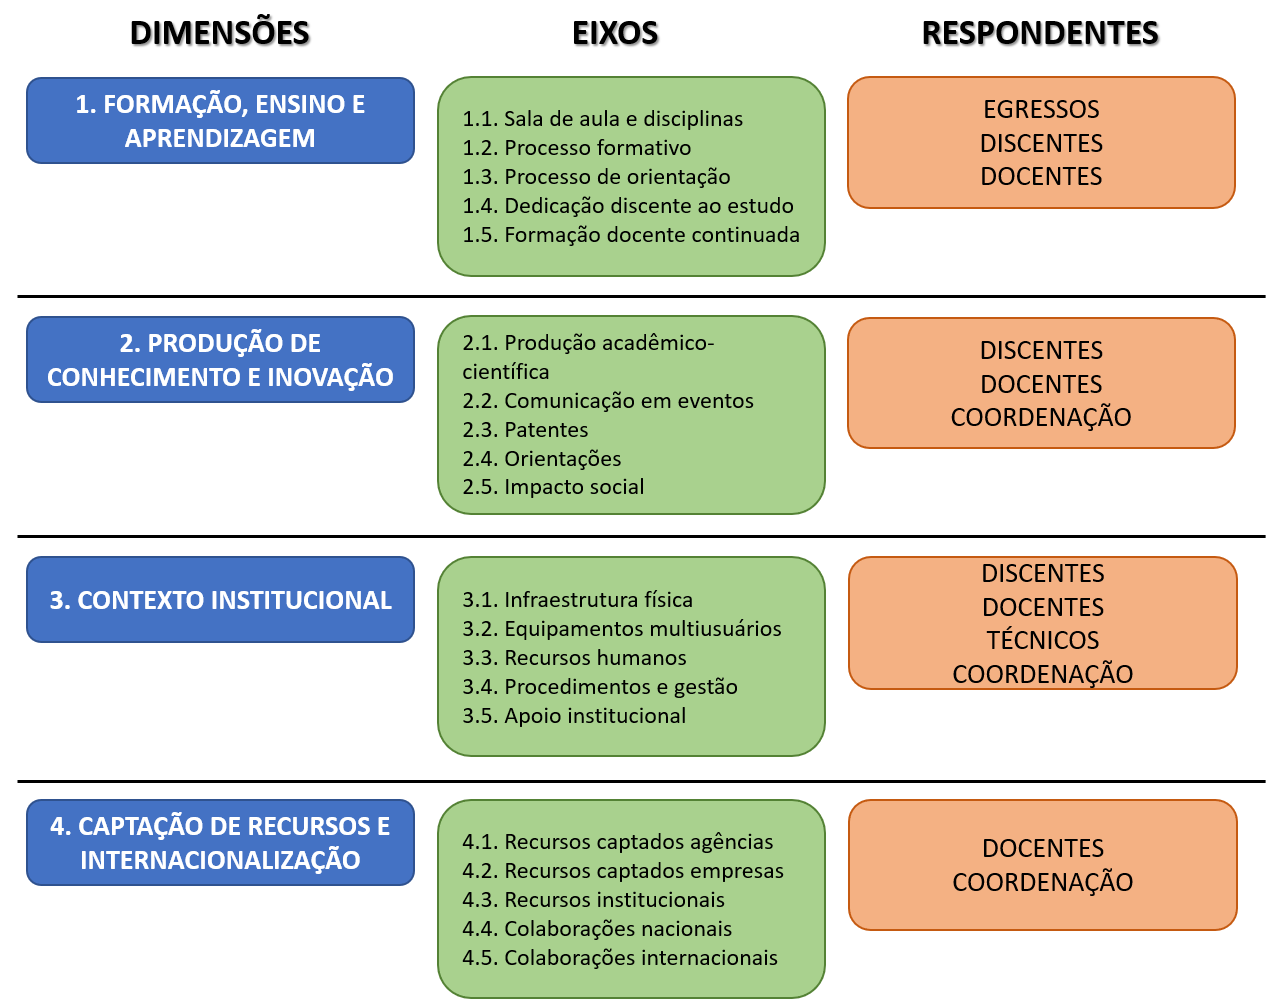 DIMENSÕES
EIXOS
RESPONDENTES
1. FORMAÇÃO, ENSINO E
APRENDIZAGEM
1.1. Sala de aula e disciplinas
1.2. Processo formativo
1.3. Processo de orientação
1.4. Dedicação discente ao estudo
1.5. Formação docente continuada
EGRESSOS
DISCENTES
DOCENTES
2. PRODUÇÃO DE
CONHECIMENTO E INOVAÇÃO
2.1. Produção acadêmico-
científica
2.2. Comunicação em eventos
2.3. Patentes
2.4. Orientações
2.5. Impacto social
DISCENTES
DOCENTES
COORDENAÇÃO
3. CONTEXTO INSTITUCIONAL
3.1. Infraestrutura física
3.2. Equipamentos multiusuários
3.3. Recursos humanos
3.4. Procedimentos e gestão
3.5. Apoio institucional
DISCENTES
DOCENTES
TÉCNICOS
COORDENAÇÃO
4. CAPTAÇÃO DE RECURSOS E
INTERNACIONALIZAÇÃO
4.1. Recursos captados agências
4.2. Recursos captados empresas
4.3. Recursos institucionais
4.4. Colaborações nacionais
4.5. Colaborações internacionais
DOCENTES
COORDENAÇÃO